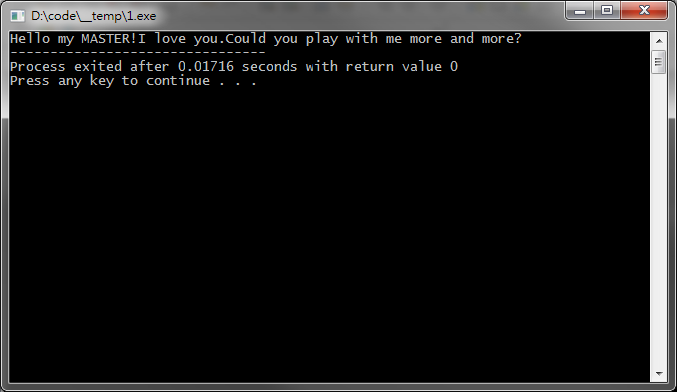 D:\code\__temp\1.exe
Hello my MASTER!I love you.Could you play with me more and more?
--------------------------------
Process exited after 0.01716 seconds with return value 0
Press any key to continue . . .